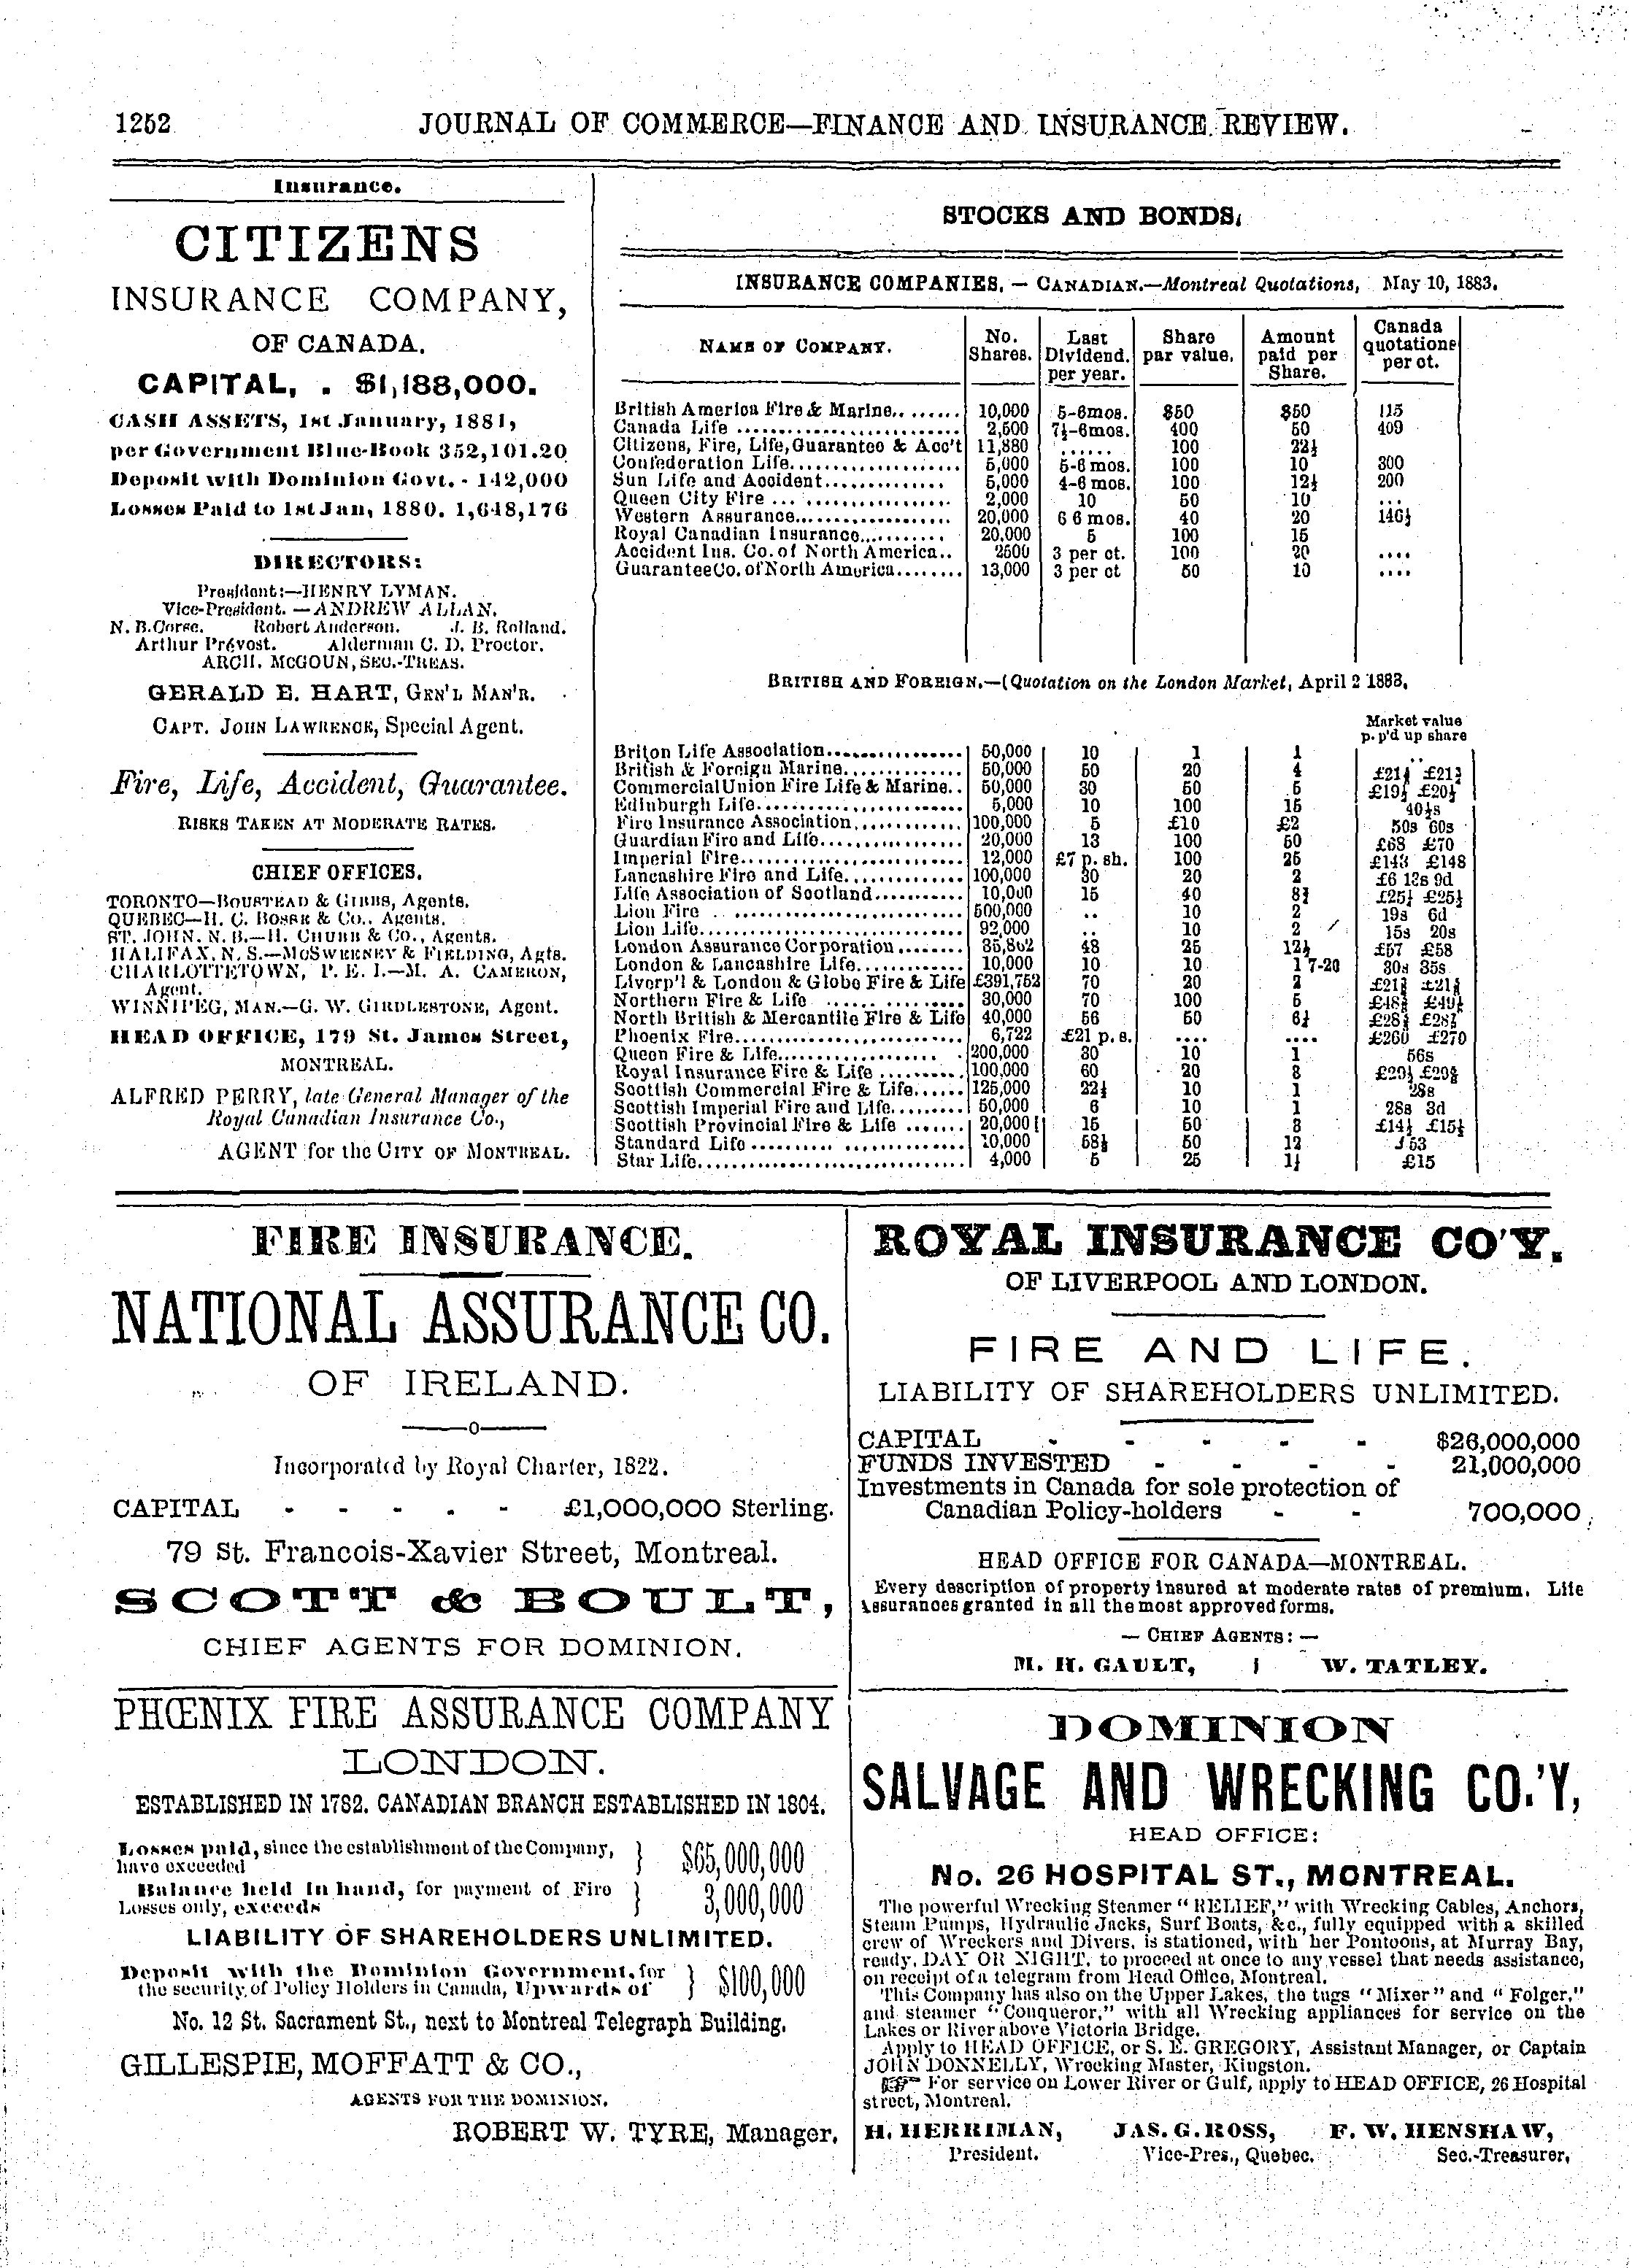 1252 JOURNAL OF COMMERCE—FINANCE AND INSURANCE REVIEW.
Insurance.
CITIZENS
INSURANCE COMPANY,
OF CANADA.
CAPITAL, . $1,188,000.
CASH ASSETS, 1st January, 1881,
per Government Blue-Book 352,101.20
Deposit with Dominion Govt. - 142,000
Losses Paid to 1st Jan, 1880. 1,648,176
DIRECTORS:
President:—HENRY LYMAN.
Vice-President.—ANDREW ALLAN.
N. B. Corse. Robert Anderson. J. B. Rolland.
Arthur Prévost. Alderman C. D. Proctor.
ARCH. McGOUN, SEC.-TREAS.
GERALD E. HART, GEN'L MAN'R.
CAPT. JOHN LAWRENCE, Special Agent.
Fire, Life, Accident, Guarantee.
RISKS TAKEN AT MODERATE RATES.
CHIEF OFFICES.
TORONTO—BOUSTEAD & GIBBS, Agents.
QUEBEC—H. C. BOSSE & Co., Agents.
ST. JOHN. N. B.—H. CHUBB & CO., Agents.
HALIFAX, N. S.—McSWEENEY & FIELDING, Agts.
CHARLOTTETOWN, P. E. I.—M. A. CAMERON,
Agent.
WINNIPEG, MAN.—G. W. GIRDLESTONE, Agent.
HEAD OFFICE, 179 St. James Street,
MONTREAL.
ALFRED PERRY, late General Manager of the
Royal Canadian Insurance Co.,
AGENT for the CITY OF MONTREAL.
STOCKS AND BONDS.
INSURANCE COMPANIES.—CANADIAN.—Montreal Quotations, May 10, 1883.
NAME OF COMPANY. No. Shares. Last Dividend. per year. Share par value. Amount paid per Share. Canada quotations per ct.
British America Fire & Marine........ 10,000 5-6mos. $50 $50 115
Canada Life ........................ 2,500 7½-6mos. 400 50 409
Citizens, Fire, Life, Guarantee & Acc't 11,880 ...... 100 22½
Confederation Life.................... 5,000 5-6 mos. 100 10 300
Sun Life and Accident............... 5,000 4-6 mos. 100 12½ 200
Queen City Fire ... ................ 2,000 10 50 10 ...
Western Assurance................... 20,000 6 6 mos. 40 20 146½
Royal Canadian Insurance........... 20,000 5 100 15
Accident Ins. Co. of North America.. 2500 3 per ct. 100 20 ....
Guarantee Co. of North America........ 13,000 3 per ct 50 10 ....
BRITISH AND FOREIGN.—(Quotation on the London Market, April 2 1883.
Market value
p. p'd up share
Briton Life Association................. 50,000 10 1 1 ..
British & Foreign Marine.............. 50,000 50 20 4
Commercial Union Fire Life & Marine.. 50,000 30 50 5 £19½ £20½
Edinburgh Life........................ 5,000 10 100 15 40½s
Fire Insurance Association............. 100,000 5 £10 £2 50s 60s
Guardian Fire and Life................ 20,000 13 100 50 £68 £70
Imperial Fire.......................... 12,000 £7 p. sh. 100 25 £143 £148
Lancashire Fire and Life.............. 100,000 30 20 2 £6 12s 9d
Life Association of Scotland........... 10,000 15 40 8¾
Lion Fire .. .......................... 500,000 .. 10 2 19s 6d
Lion Life.............................. 92,000 .. 10 2 15s 20s
London Assurance Corporation........ 35,862 48 25 12½ £57 £58
London & Lancashire Life............. 10,000 10 10 1 7-20 30s 35s
Liverp'l & London & Globe Fire & Life £391,752 70 20 2
Northern Fire & Life ...... .......... 30,000 70 100 5
North British & Mercantile Fire & Life 40,000 56 50 6¼
Phoenix Fire.......................... 6,722 £21 p. s. .... .... £260 £270
Queen Fire & Life..................... 200,000 30 10 1 56s
Royal Insurance Fire & Life .......... 100,000 60 20 3
Scottish Commercial Fire & Life...... 125,000 22½ 10 1 28s
Scottish Imperial Fire and Life......... 50,000 6 10 1 28s 3d
Scottish Provincial Fire & Life ....... 20,000 15 50 3 £14½ £15½
Standard Life ........................ 10,000 58½ 50 12 £53
Star Life............................... 4,000 5 25 1¼ £15
FIRE INSURANCE.
NATIONAL ASSURANCE CO.
OF IRELAND.
Incorporated by Royal Charter, 1822.
CAPITAL - - - - - £1,000,000 Sterling.
79 St. Francois-Xavier Street, Montreal.
SCOTT & BOULT,
CHIEF AGENTS FOR DOMINION.
PHŒNIX FIRE ASSURANCE COMPANY
LONDON.
ESTABLISHED IN 1782. CANADIAN BRANCH ESTABLISHED IN 1804.
Losses paid, since the establishment of the Company,
have exceeded } $65,000,000
Balance held in hand, for payment of Fire
Losses only, exceeds } 3,000,000
LIABILITY OF SHAREHOLDERS UNLIMITED.
Deposit with the Dominion Government, for
the security of Policy Holders in Canada, Upwards of } $100,000
No. 12 St. Sacrament St., next to Montreal Telegraph Building.
GILLESPIE, MOFFATT & CO.,
AGENTS FOR THE DOMINION.
ROBERT W. TYRE, Manager.
ROYAL INSURANCE CO'Y.
OF LIVERPOOL AND LONDON.
FIRE AND LIFE.
LIABILITY OF SHAREHOLDERS UNLIMITED.
CAPITAL - - - - - $26,000,000
FUNDS INVESTED - - - - 21,000,000
Investments in Canada for sole protection of
Canadian Policy-holders - - 700,000
HEAD OFFICE FOR CANADA—MONTREAL.
Every description of property insured at moderate rates of premium. Life
Assurances granted in all the most approved forms.
— CHIEF AGENTS: —
M. H. GAULT, | W. TATLEY.
DOMINION
SALVAGE AND WRECKING CO.'Y,
HEAD OFFICE:
No. 26 HOSPITAL ST., MONTREAL.
The powerful Wrecking Steamer "RELIEF," with Wrecking Cables, Anchors,
Steam Pumps, Hydraulic Jacks, Surf Boats, &c., fully equipped with a skilled
crew of Wreckers and Divers, is stationed, with her Pontoons, at Murray Bay,
ready, DAY OR NIGHT, to proceed at once to any vessel that needs assistance,
on receipt of a telegram from Head Office, Montreal.
This Company has also on the Upper Lakes, the tugs "Mixer" and "Folger,"
and steamer "Conqueror," with all Wrecking appliances for service on the
Lakes or River above Victoria Bridge.
Apply to HEAD OFFICE, or S. E. GREGORY, Assistant Manager, or Captain
JOHN DONNELLY, Wrecking Master, Kingston.
For service on Lower River or Gulf, apply to HEAD OFFICE, 26 Hospital
street, Montreal.
H. HERRIMAN, JAS. G. ROSS, F. W. HENSHAW,
President. Vice-Pres., Quebec. Sec.-Treasurer,